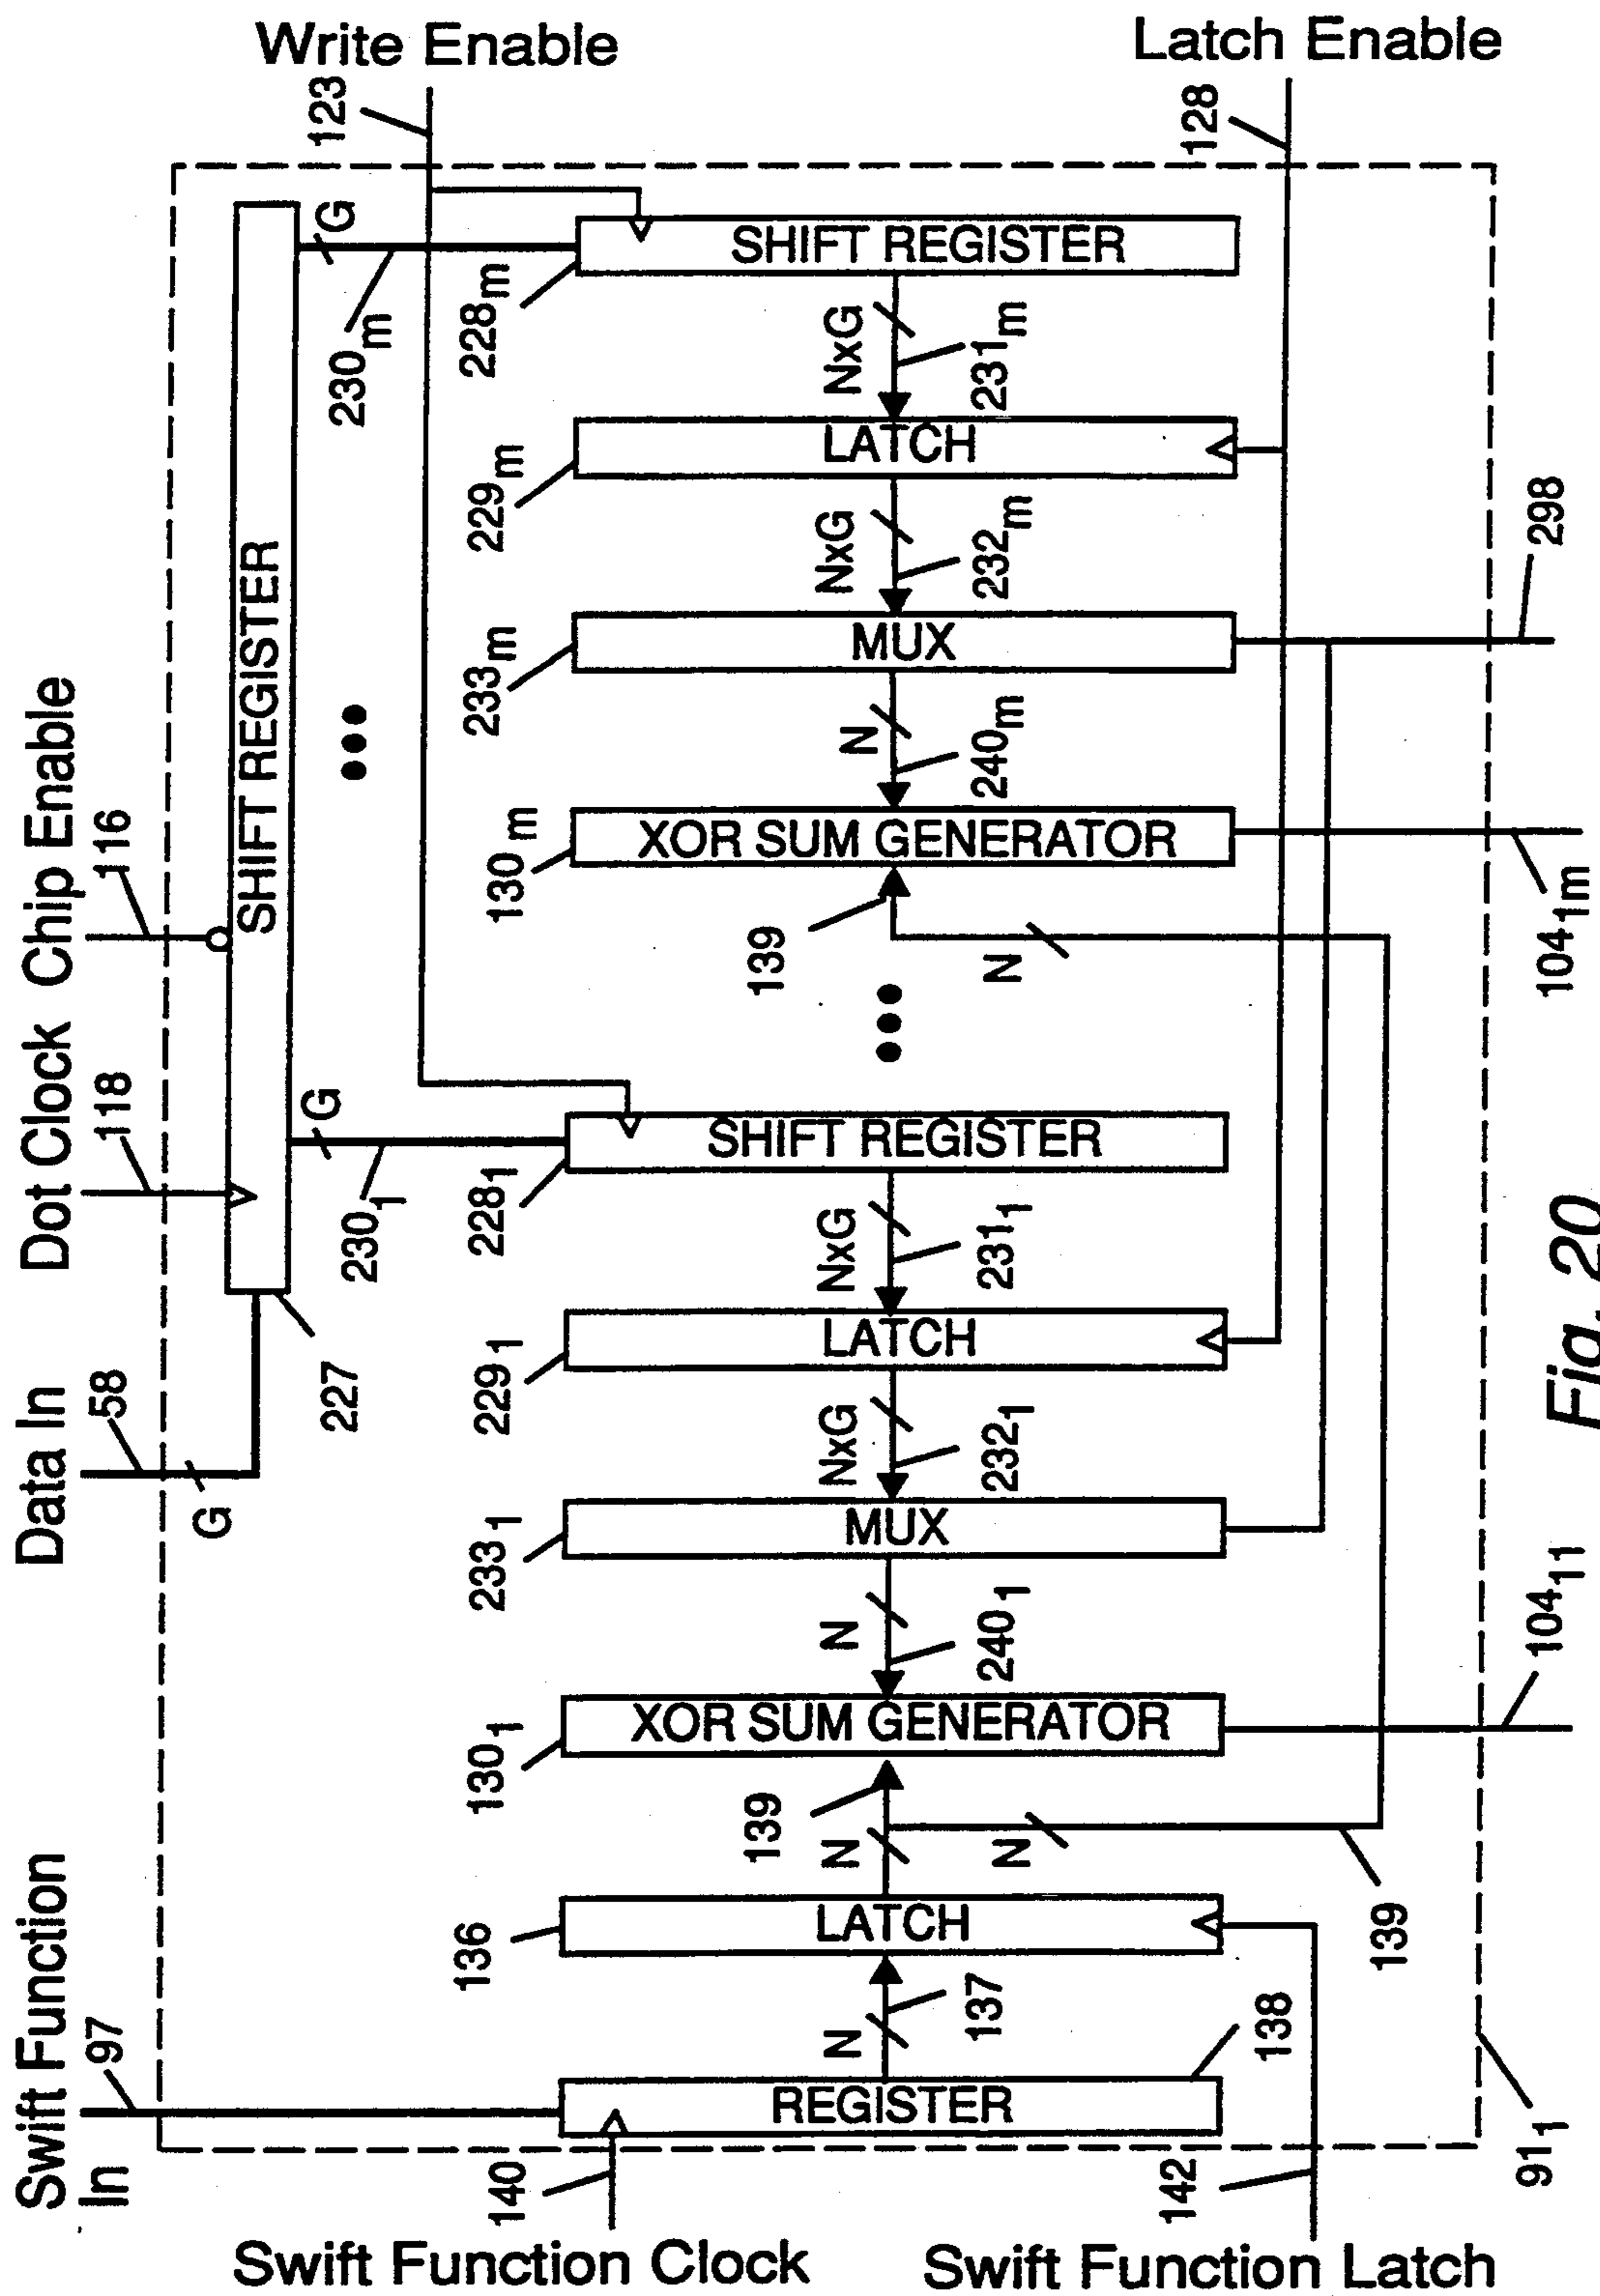 Write Enable
123
Latch Enable
128
Chip Enable
116
Dot Clock
118
Data In
58
G
Swift Function
In
97
SHIFT REGISTER
227
G
230m
G
2301
•••
SHIFT REGISTER
228m
NxG
231m
LATCH
229m
NxG
232m
MUX
233m
298
N
240m
XOR SUM GENERATOR
130m
1041m
139
N
•••
SHIFT REGISTER
2281
NxG
2311
LATCH
2291
NxG
2321
MUX
2331
N
2401
XOR SUM GENERATOR
1301
10411
139
N
N
139
LATCH
136
N
137
REGISTER
138
140
Swift Function Clock
142
Swift Function Latch
911
Fig. 20